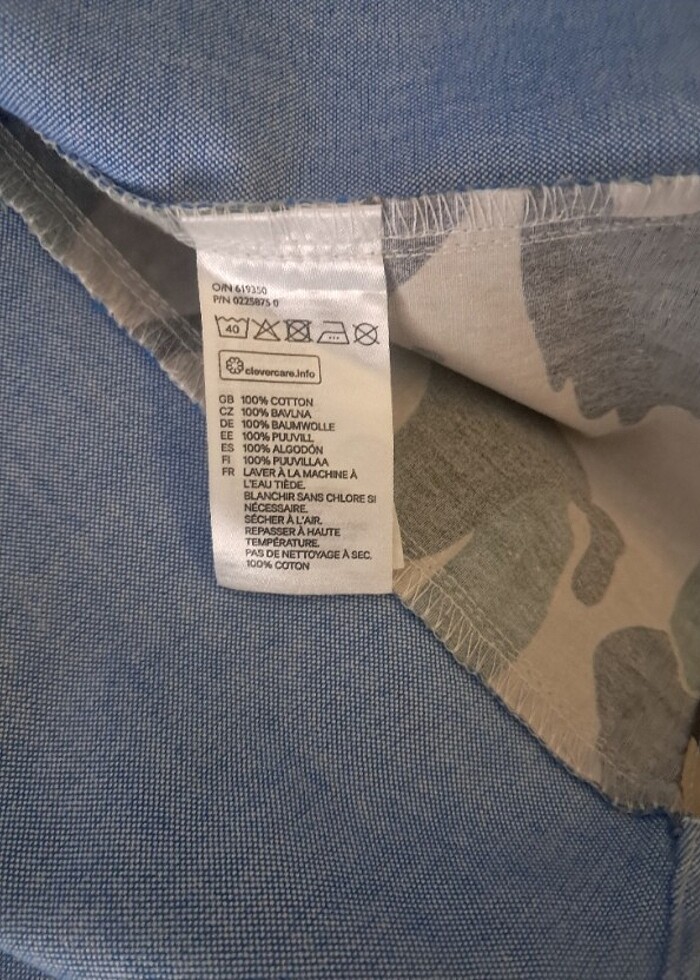 O/N 619350
P/N 0225875 0
40
clevercare.info
GB 100% COTTON
CZ 100% BAVLNA
DE 100% BAUMWOLLE
EE 100% PUUVILL
ES 100% ALGODÓN
FI 100% PUUVILLAA
FR LAVER À LA MACHINE À
L'EAU TIÈDE.
BLANCHIR SANS CHLORE SI
NÉCESSAIRE.
SÉCHER À L'AIR.
REPASSER À HAUTE
TEMPÉRATURE.
PAS DE NETTOYAGE À SEC.
100% COTON